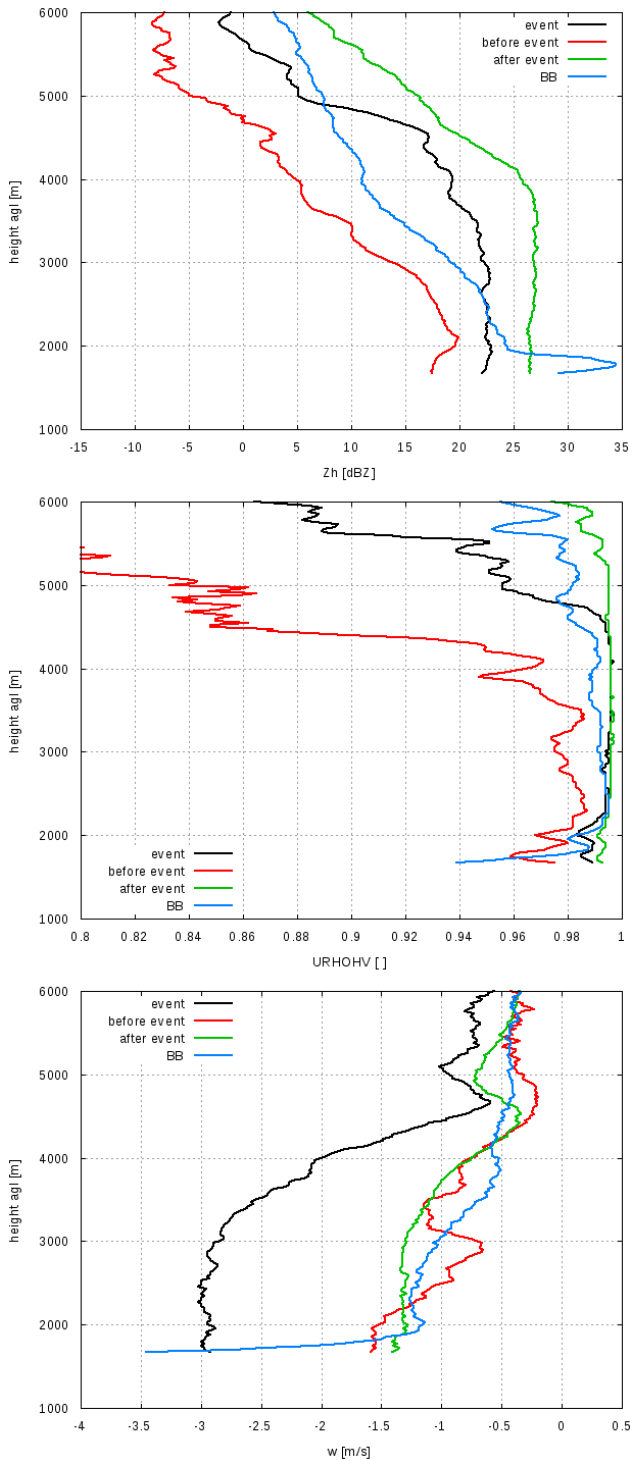 6000
5000
4000
3000
2000
1000
height agl [m]
event
before event
after event
BB
-15 -10 -5 0 5 10 15 20 25 30 35
Zh [dBZ]
6000
5000
4000
3000
2000
1000
height agl [m]
event
before event
after event
BB
0.8 0.82 0.84 0.86 0.88 0.9 0.92 0.94 0.96 0.98 1
URHOHV [ ]
6000
5000
4000
3000
2000
1000
height agl [m]
event
before event
after event
BB
-4 -3.5 -3 -2.5 -2 -1.5 -1 -0.5 0 0.5
w [m/s]